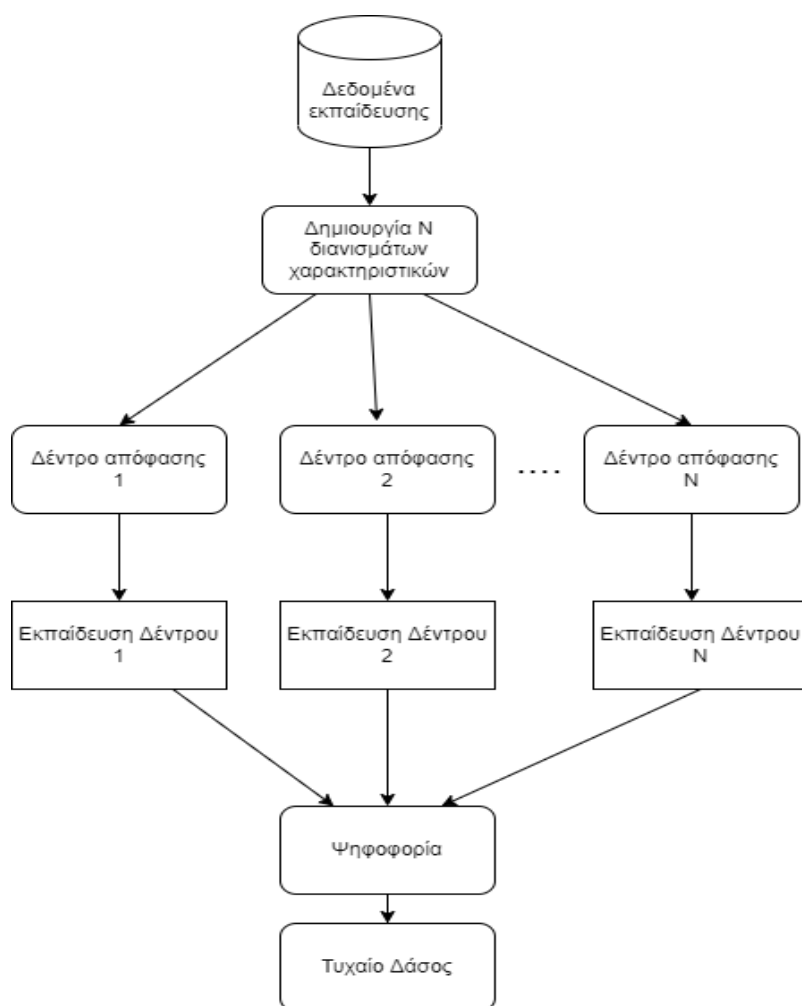 Δεδομένα
εκπαίδευσης
Δημιουργία Ν
διανισμάτων
χαρακτηριστικών
Δέντρο απόφασης
1
Δέντρο απόφασης
2
....
Δέντρο απόφασης
Ν
Εκπαίδευση Δέντρου
1
Εκπαίδευση Δέντρου
2
Εκπαίδευση Δέντρου
Ν
Ψηφοφορία
Τυχαίο Δάσος